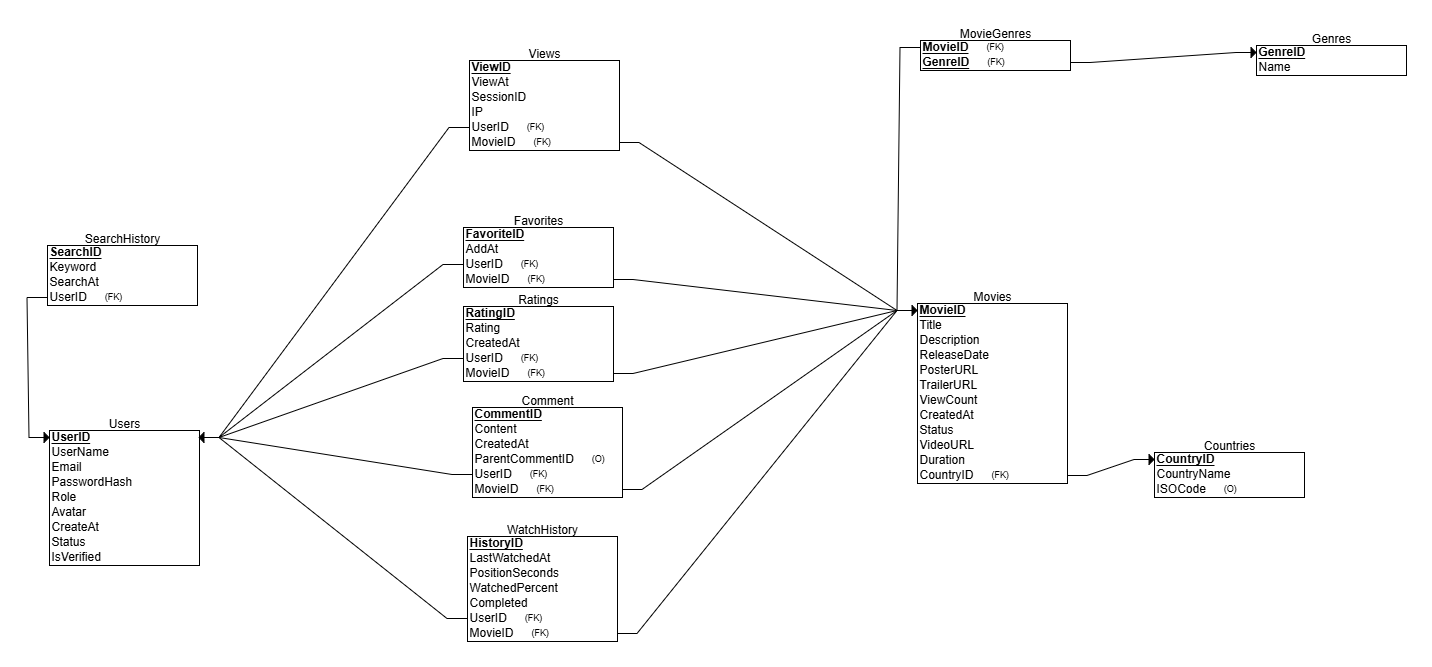 MovieGenres
MovieID (FK)
GenreID (FK)
Genres
GenreID
Name
Views
ViewID
ViewAt
SessionID
IP
UserID (FK)
MovieID (FK)
SearchHistory
SearchID
Keyword
SearchAt
UserID (FK)
Favorites
FavoriteID
AddAt
UserID (FK)
MovieID (FK)
Ratings
RatingID
Rating
CreatedAt
UserID (FK)
MovieID (FK)
Movies
MovieID
Title
Description
ReleaseDate
PosterURL
TrailerURL
ViewCount
CreatedAt
Status
VideoURL
Duration
CountryID (FK)
Comment
CommentID
Content
CreatedAt
ParentCommentID (O)
UserID (FK)
MovieID (FK)
Users
UserID
UserName
Email
PasswordHash
Role
Avatar
CreateAt
Status
IsVerified
Countries
CountryID
CountryName
ISOCode (O)
WatchHistory
HistoryID
LastWatchedAt
PositionSeconds
WatchedPercent
Completed
UserID (FK)
MovieID (FK)